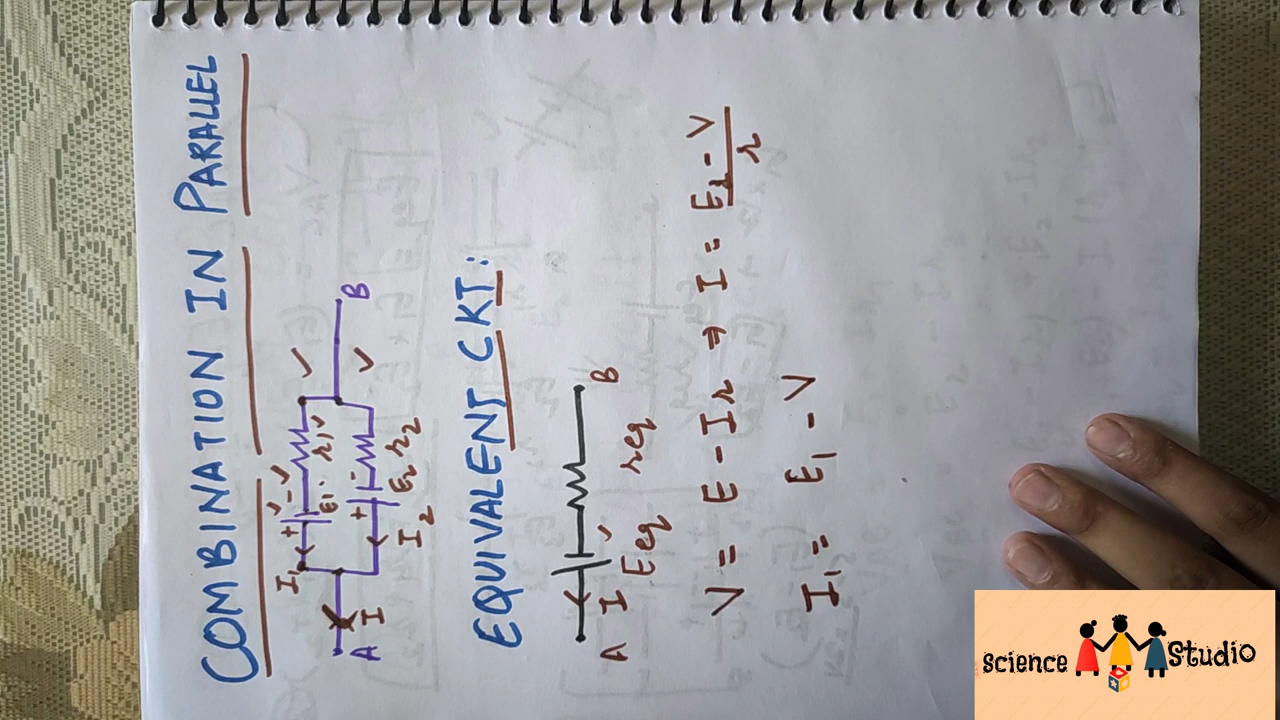 COMBINATION IN PARALLEL
I₁ + - E₁ r₁ V
A I B
+ E₂ r₂ V
I₂
EQUIVALENT CKT:
A I B
Eeq req
V = E - Ir ⇒ I = E - V / r
I₁ = E₁ - V
Science Studio